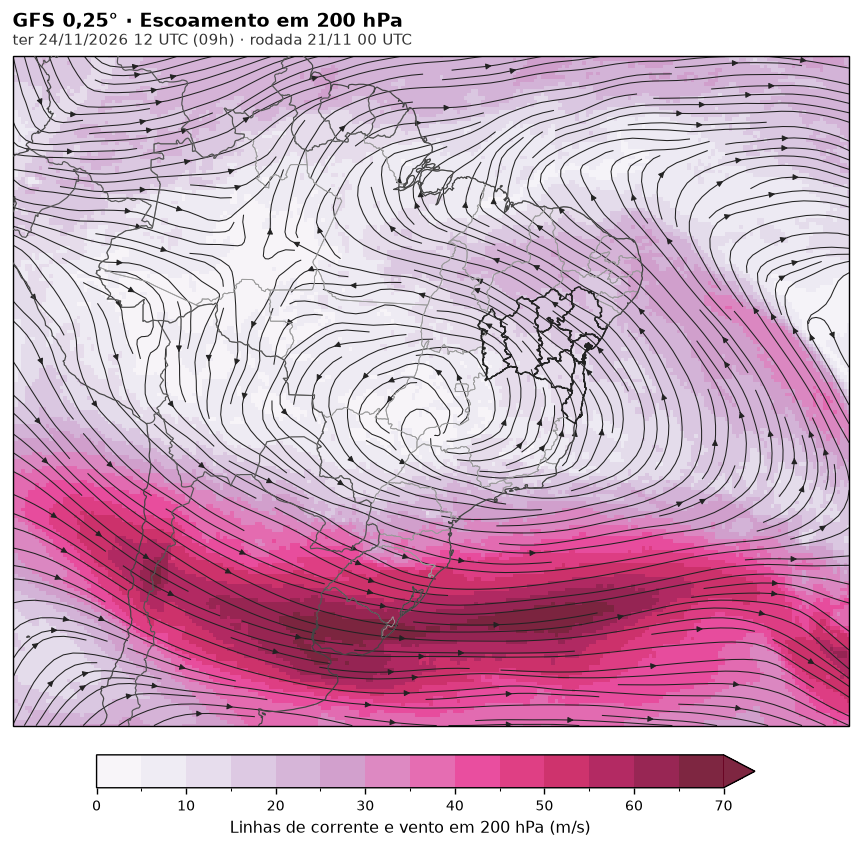 GFS 0,25° · Escoamento em 200 hPa
ter 24/11/2026 12 UTC (09h) · rodada 21/11 00 UTC
0 10 20 30 40 50 60 70
Linhas de corrente e vento em 200 hPa (m/s)